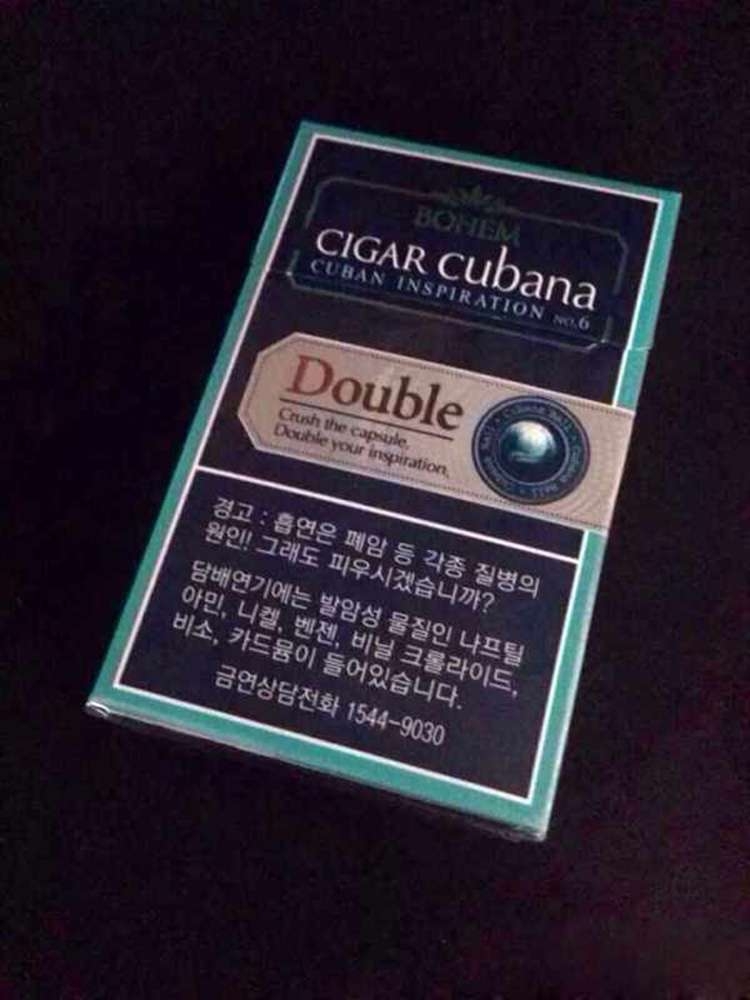 BOHEM
CIGAR cubana
CUBAN INSPIRATION NO.6
Double
Crush the capsule.
Double your inspiration.
경고 : 흡연은 폐암 등 각종 질병의
원인! 그래도 피우시겠습니까?
담배연기에는 발암성 물질인 나프틸
아민, 니켈, 벤젠, 비닐 크롤라이드,
비소, 카드뮴이 들어있습니다.
금연상담전화 1544-9030